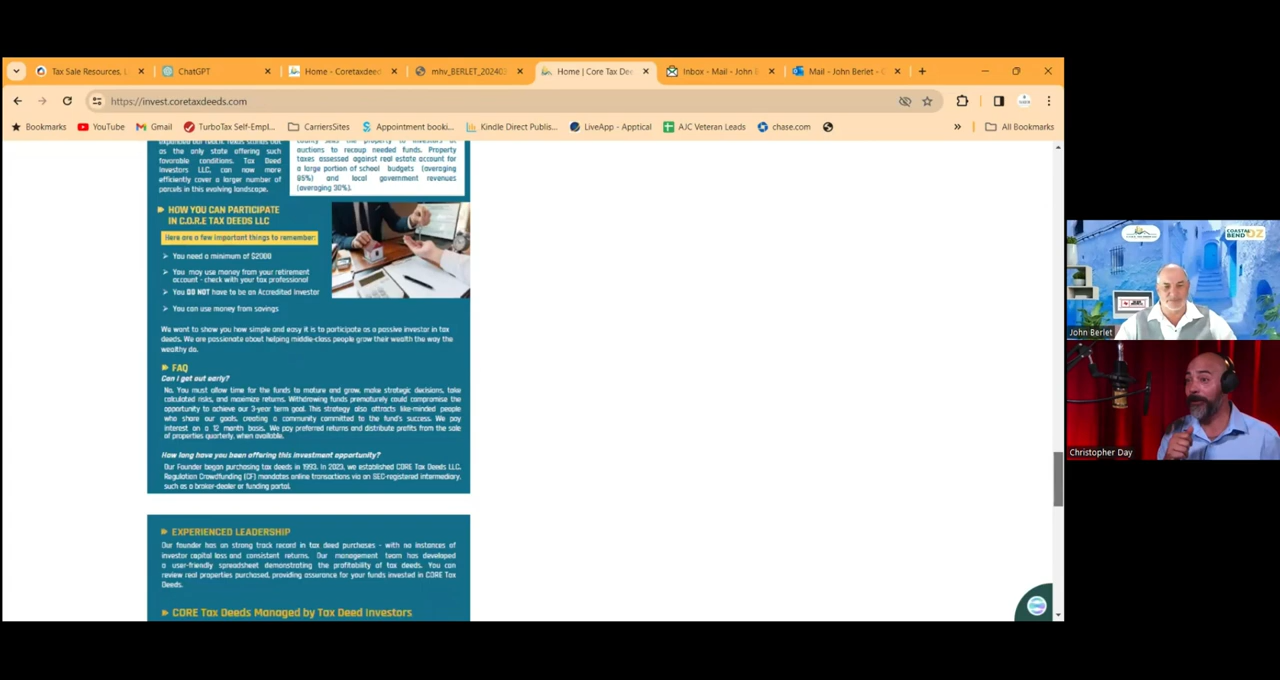 Tax Sale Resources, L
ChatGPT
Home - Coretaxdeed
mhv_BERLET_202403
Home | Core Tax Dee
Inbox - Mail - John B
Mail - John Berlet - O
https://invest.coretaxdeeds.com
Bookmarks
YouTube
Gmail
TurboTax Self-Empl...
CarriersSites
Appointment booki...
Kindle Direct Publis...
LiveApp - Apptical
AJC Veteran Leads
chase.com
»
All Bookmarks
as the only state offering such
favorable conditions. Tax Deed
Investors LLC, can now more
efficiently cover a larger number of
parcels in this evolving landscape.
auctions to recoup needed funds. Property
taxes assessed against real estate account for
a large portion of school budgets (averaging
85%) and local government revenues
(averaging 30%).
HOW YOU CAN PARTICIPATE
IN C.O.R.E TAX DEEDS LLC
Here are a few important things to remember:
You need a minimum of $2000
You may use money from your retirement
account - check with your tax professional
You DO NOT have to be an Accredited Investor
You can use money from savings
We want to show you how simple and easy it is to participate as a passive investor in tax
deeds. We are passionate about helping middle-class people grow their wealth the way the
wealthy do.
FAQ
Can I get out early?
No, You must allow time for the funds to mature and grow, make strategic decisions, take
calculated risks, and maximize returns. Withdrawing funds prematurely could compromise the
opportunity to achieve our 3-year term goal. This strategy also attracts like-minded people
who share our goals, creating a community committed to the fund's success. We pay
interest on a 12 month basis. We pay preferred returns and distribute profits from the sale
of properties quarterly, when available.
How long have you been offering this investment opportunity?
Our Founder began purchasing tax deeds in 1993. In 2023, we established CORE Tax Deeds LLC.
Regulation Crowdfunding (CF) mandates online transactions via an SEC-registered intermediary,
such as a broker-dealer or funding portal.
EXPERIENCED LEADERSHIP
Our founder has an strong track record in tax deed purchases - with no instances of
investor capital loss and consistent returns. Our management team has developed
a user-friendly spreadsheet demonstrating the profitability of tax deeds. You can
review real properties purchased, providing assurance for your funds invested in CORE Tax
Deeds.
CORE Tax Deeds Managed by Tax Deed Investors
COASTAL
BEND OZ
John Berlet
Christopher Day